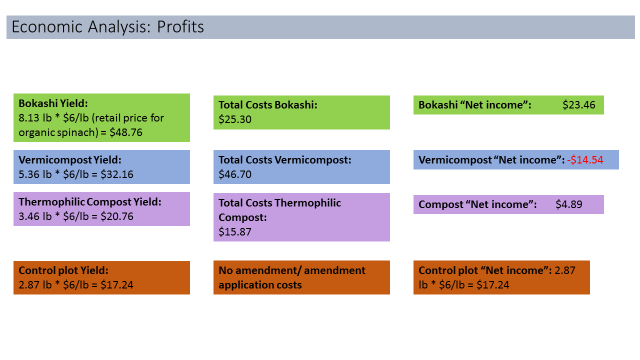 Economic Analysis: Profits
Bokashi Yield:
8.13 lb * $6/lb (retail price for
organic spinach) = $48.76
Total Costs Bokashi:
$25.30
Bokashi “Net income”: $23.46
Vermicompost Yield:
5.36 lb * $6/lb = $32.16
Total Costs Vermicompost:
$46.70
Vermicompost “Net income”: -$14.54
Thermophilic Compost Yield:
3.46 lb * $6/lb = $20.76
Total Costs Thermophilic
Compost:
$15.87
Compost “Net income”: $4.89
Control plot Yield:
2.87 lb * $6/lb = $17.24
No amendment/ amendment
application costs
Control plot “Net income”: 2.87
lb * $6/lb = $17.24